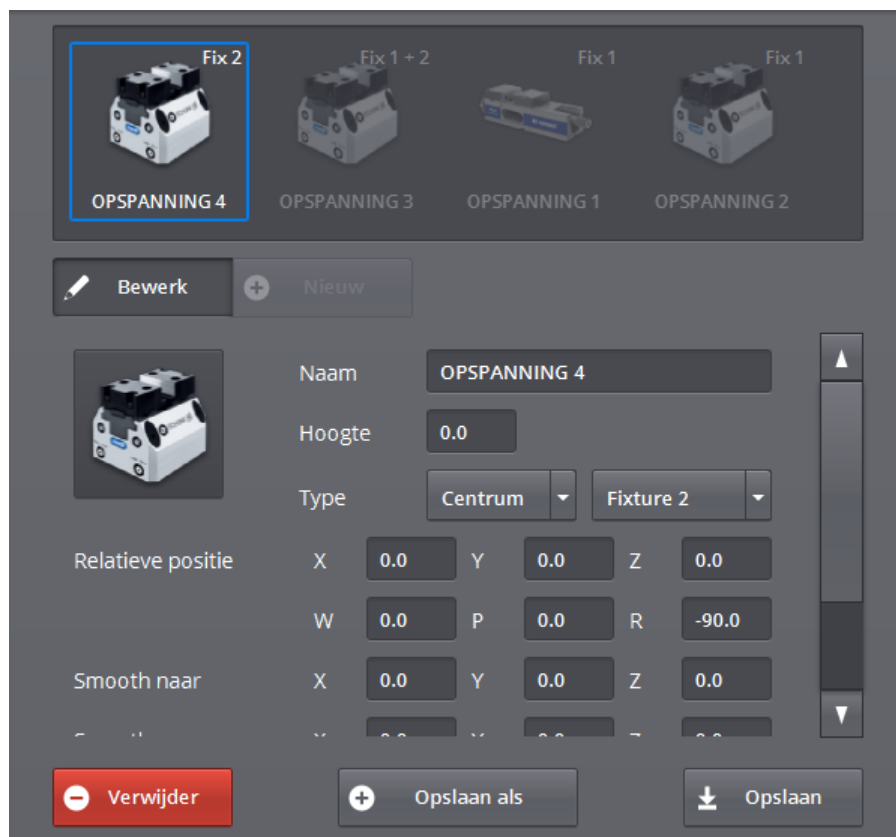 Fix 2
Fix 1 + 2
Fix 1
Fix 1
OPSPANNING 4
OPSPANNING 3
OPSPANNING 1
OPSPANNING 2
Bewerk
Nieuw
Naam OPSPANNING 4
Hoogte 0.0
Type Centrum Fixture 2
Relatieve positie X 0.0 Y 0.0 Z 0.0
W 0.0 P 0.0 R -90.0
Smooth naar X 0.0 Y 0.0 Z 0.0
Verwijder
Opslaan als
Opslaan